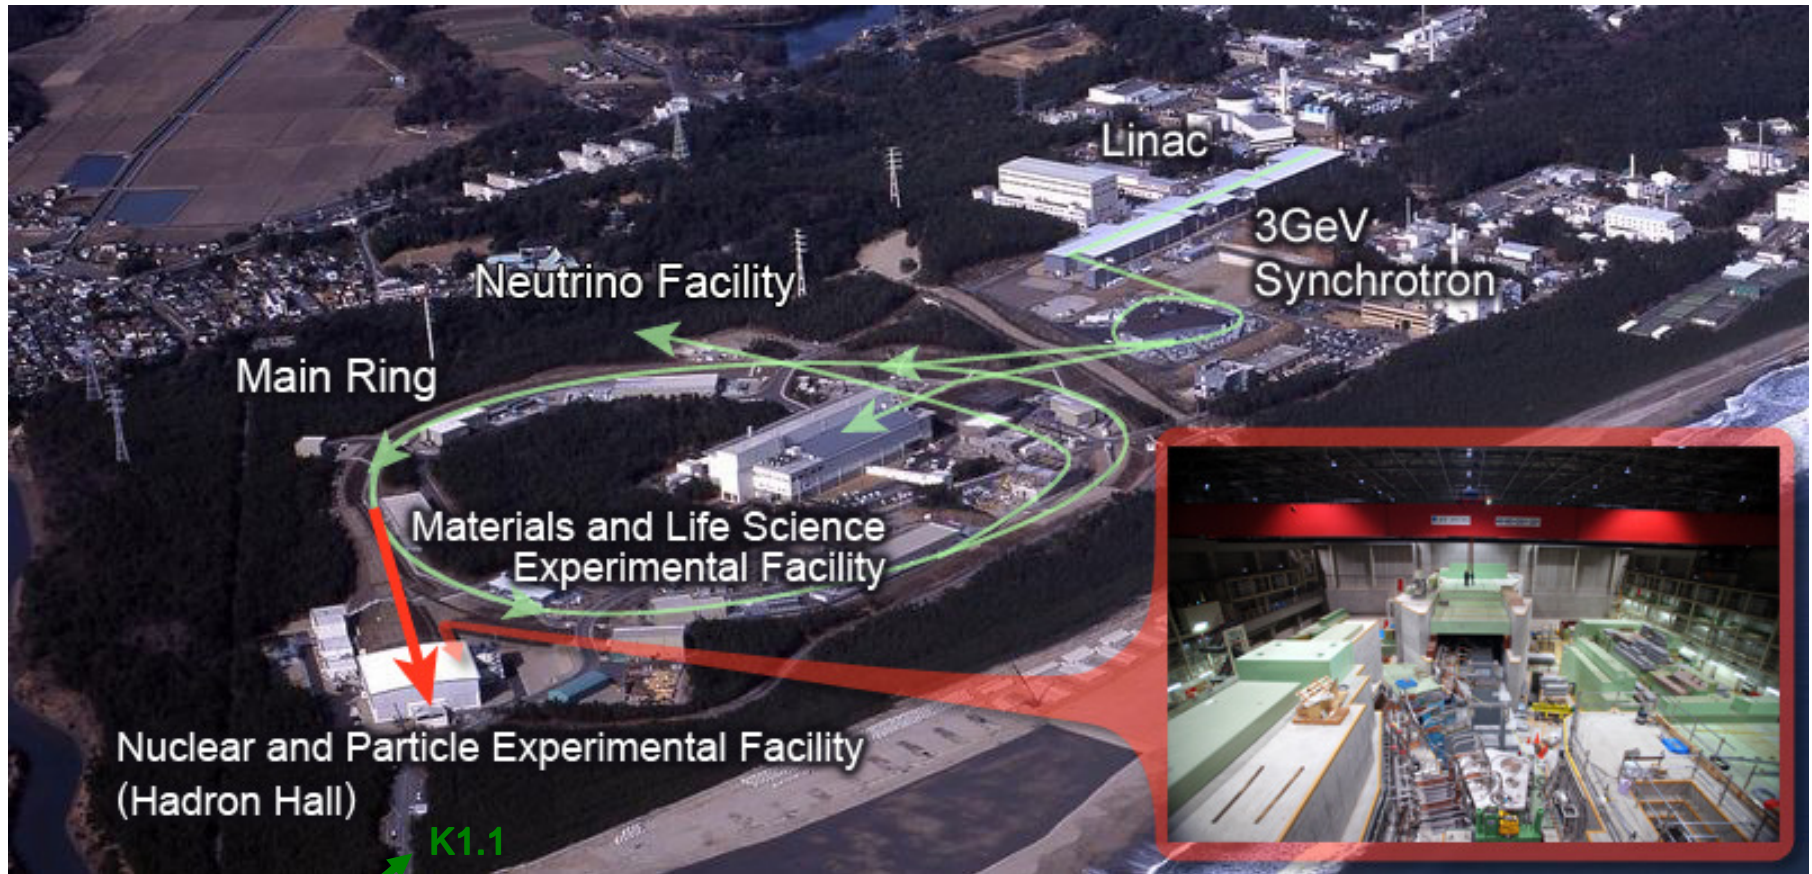 Linac
3GeV
Synchrotron
Neutrino Facility
Main Ring
Materials and Life Science
Experimental Facility
Nuclear and Particle Experimental Facility
(Hadron Hall)
K1.1